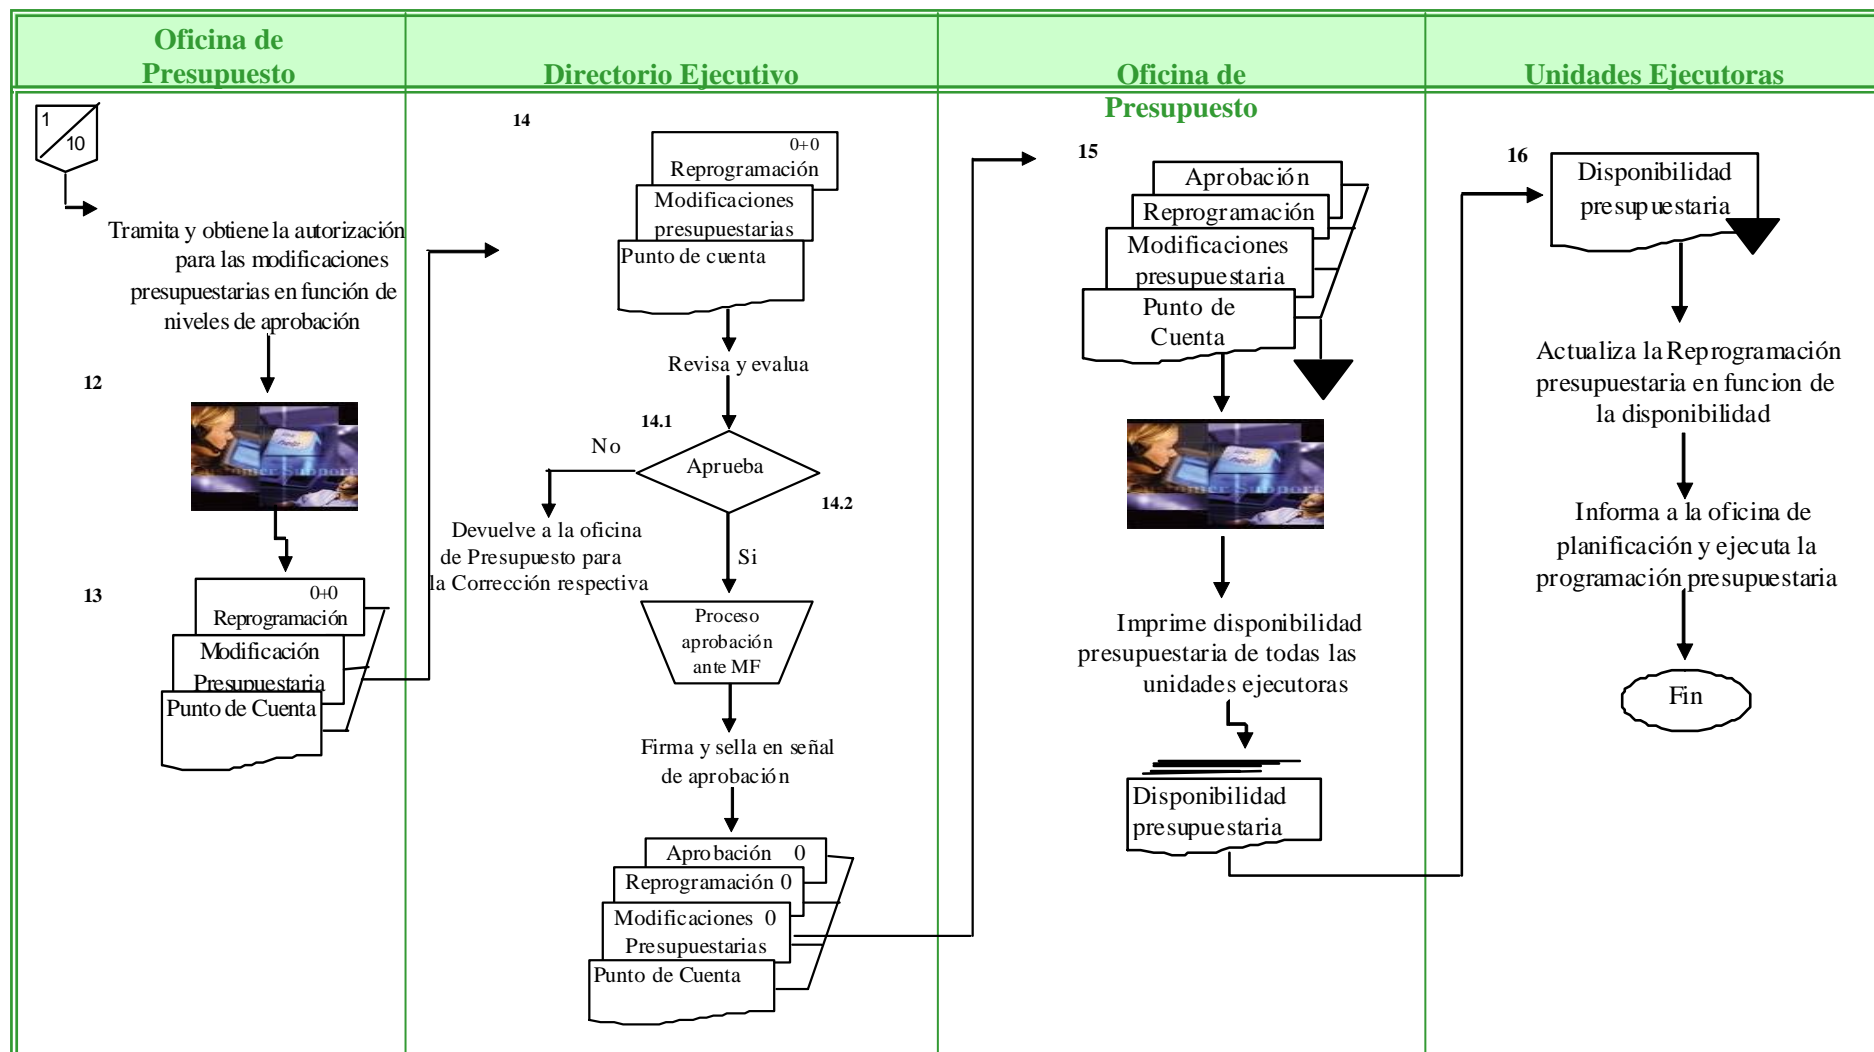 Oficina de
Presupuesto
Directorio Ejecutivo
Oficina de
Presupuesto
Unidades Ejecutoras
1
10
Tramita y obtiene la autorización
para las modificaciones
presupuestarias en función de
niveles de aprobación
12
13
0+0
Reprogramación
Modificación
Presupuestaria
Punto de Cuenta
14
0+0
Reprogramación
Modificaciones
presupuestarias
Punto de cuenta
Revisa y evalua
14.1
No
Aprueba
14.2
Devuelve a la oficina
de Presupuesto para
la Corrección respectiva
Si
Proceso
aprobación
ante MF
Firma y sella en señal
de aprobación
Aprobación 0
Reprogramación 0
Modificaciones 0
Presupuestarias
Punto de Cuenta
15
Aprobación
Reprogramación
Modificaciones
presupuestaria
Punto de
Cuenta
Imprime disponibilidad
presupuestaria de todas las
unidades ejecutoras
Disponibilidad
presupuestaria
16
Disponibilidad
presupuestaria
Actualiza la Reprogramación
presupuestaria en funcion de
la disponibilidad
Informa a la oficina de
planificación y ejecuta la
programación presupuestaria
Fin